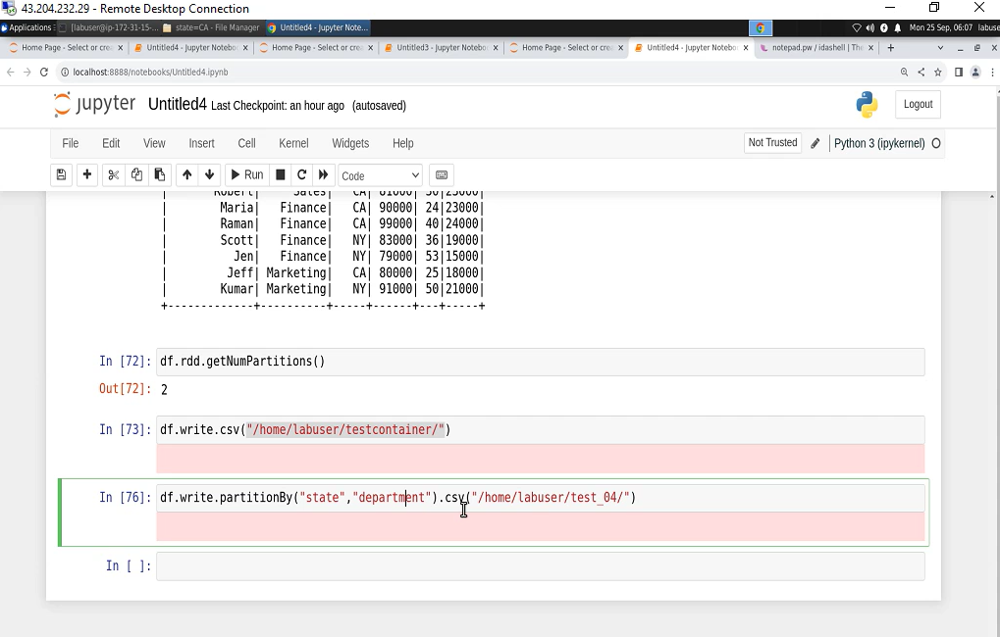 43.204.232.29 - Remote Desktop Connection
Applications [labuser@ip-172-31-15-... state=CA - File Manager Untitled4 - Jupyter Note... Mon 25 Sep, 06:07 labuse
Home Page - Select or crea Untitled4 - Jupyter Notebo Home Page - Select or crea Untitled3 - Jupyter Notebo Home Page - Select or crea Untitled4 - Jupyter Notebo notepad.pw / idashell | The
localhost:8888/notebooks/Untitled4.ipynb
jupyter Untitled4 Last Checkpoint: an hour ago (autosaved) Logout
File Edit View Insert Cell Kernel Widgets Help Not Trusted Python 3 (ipykernel)
Run Code
| Robert| Sales| CA| 81000| 30|23000|
| Maria| Finance| CA| 90000| 24|23000|
| Raman| Finance| CA| 99000| 40|24000|
| Scott| Finance| NY| 83000| 36|19000|
| Jen| Finance| NY| 79000| 53|15000|
| Jeff| Marketing| CA| 80000| 25|18000|
| Kumar| Marketing| NY| 91000| 50|21000|
+-------------+----------+-----+------+---+-----+
In [72]: df.rdd.getNumPartitions()
Out[72]: 2
In [73]: df.write.csv("/home/labuser/testcontainer/")
In [76]: df.write.partitionBy("state","department").csv("/home/labuser/test_04/")
In [ ]: